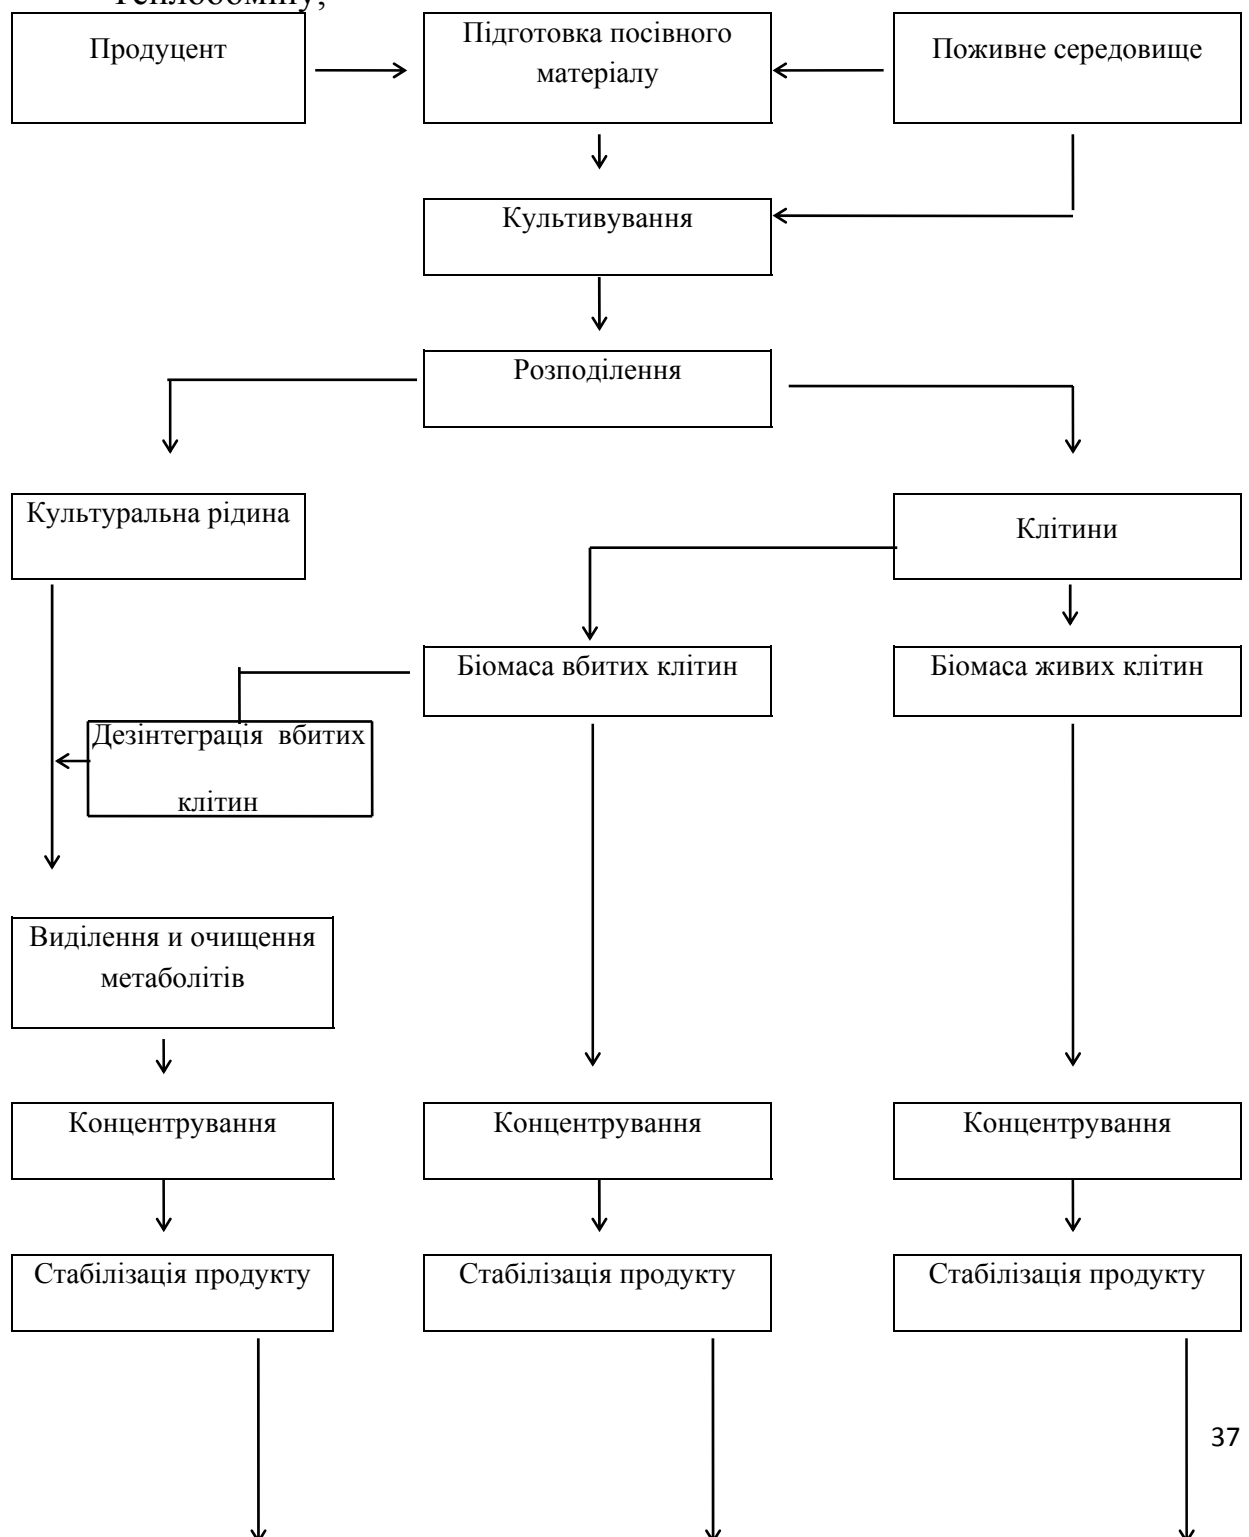 Теплообміну;
Продуцент
Підготовка посівного
матеріалу
Поживне середовище
Культивування
Розподілення
Культуральна рідина
Клітини
Біомаса вбитих клітин
Біомаса живих клітин
Дезінтеграція вбитих
клітин
Виділення и очищення
метаболітів
Концентрування
Концентрування
Концентрування
Стабілізація продукту
Стабілізація продукту
Стабілізація продукту
37